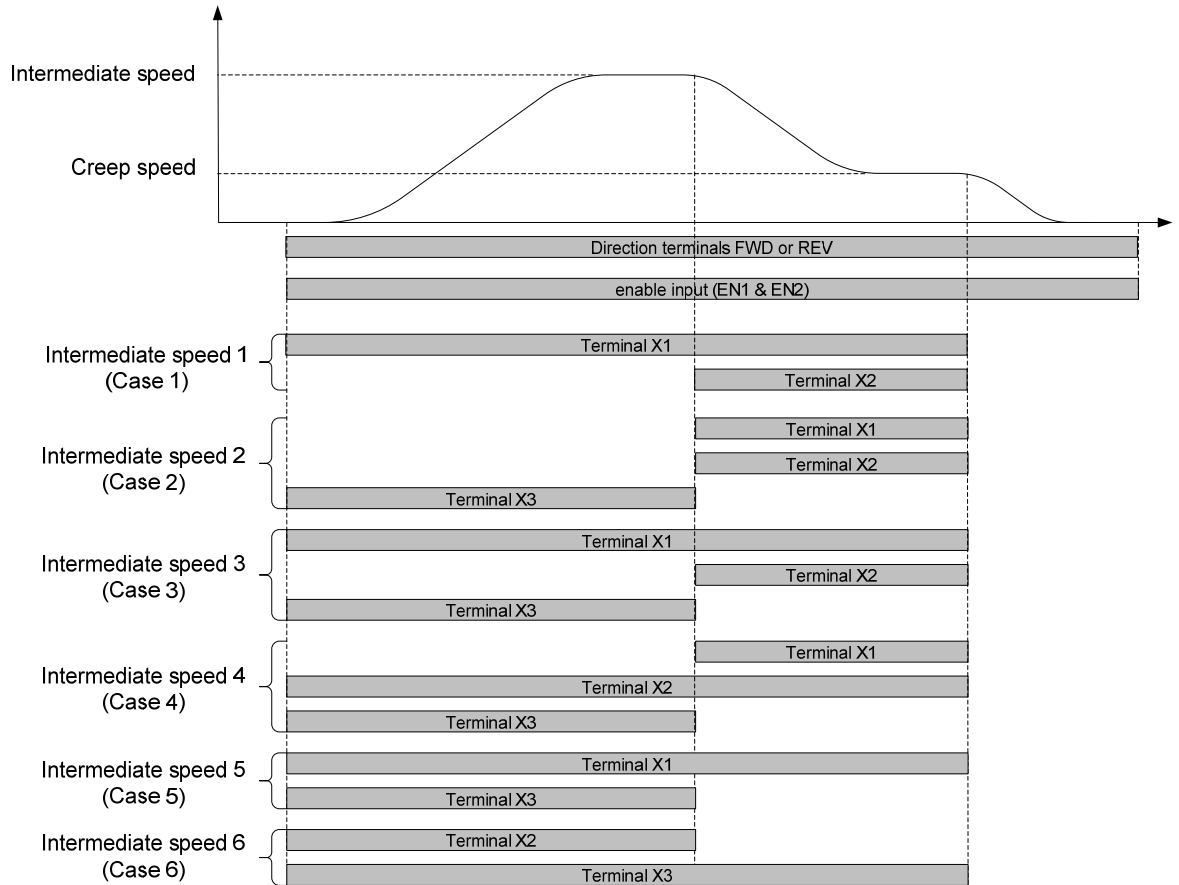 Intermediate speed
Creep speed
Direction terminals FWD or REV
enable input (EN1 & EN2)
Intermediate speed 1
(Case 1)
Terminal X1
Terminal X2
Intermediate speed 2
(Case 2)
Terminal X1
Terminal X2
Terminal X3
Intermediate speed 3
(Case 3)
Terminal X1
Terminal X2
Terminal X3
Intermediate speed 4
(Case 4)
Terminal X1
Terminal X2
Terminal X3
Intermediate speed 5
(Case 5)
Terminal X1
Terminal X3
Intermediate speed 6
(Case 6)
Terminal X2
Terminal X3